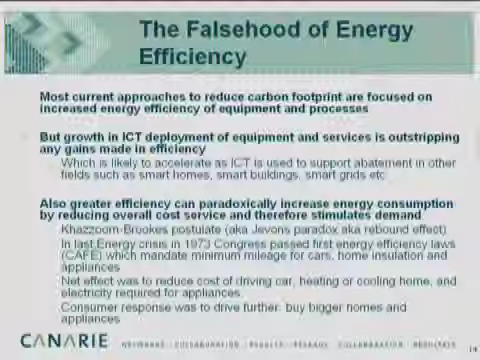 The Falsehood of Energy
Efficiency
Most current approaches to reduce carbon footprint are focused on
increased energy efficiency of equipment and processes
But growth in ICT deployment of equipment and services is outstripping
any gains made in efficiency
Which is likely to accelerate as ICT is used to support abatement in other
fields such as smart homes, smart buildings, smart grids etc
Also greater efficiency can paradoxically increase energy consumption
by reducing overall cost service and therefore stimulates demand
Khazzoom-Brookes postulate (aka Jevons paradox aka rebound effect)
In last Energy crisis in 1973 Congress passed first energy efficiency laws
(CAFE) which mandate minimum mileage for cars, home insulation and
appliances
Net effect was to reduce cost of driving car, heating or cooling home, and
electricity required for appliances
Consumer response was to drive further, buy bigger homes and
appliances
CANARIE